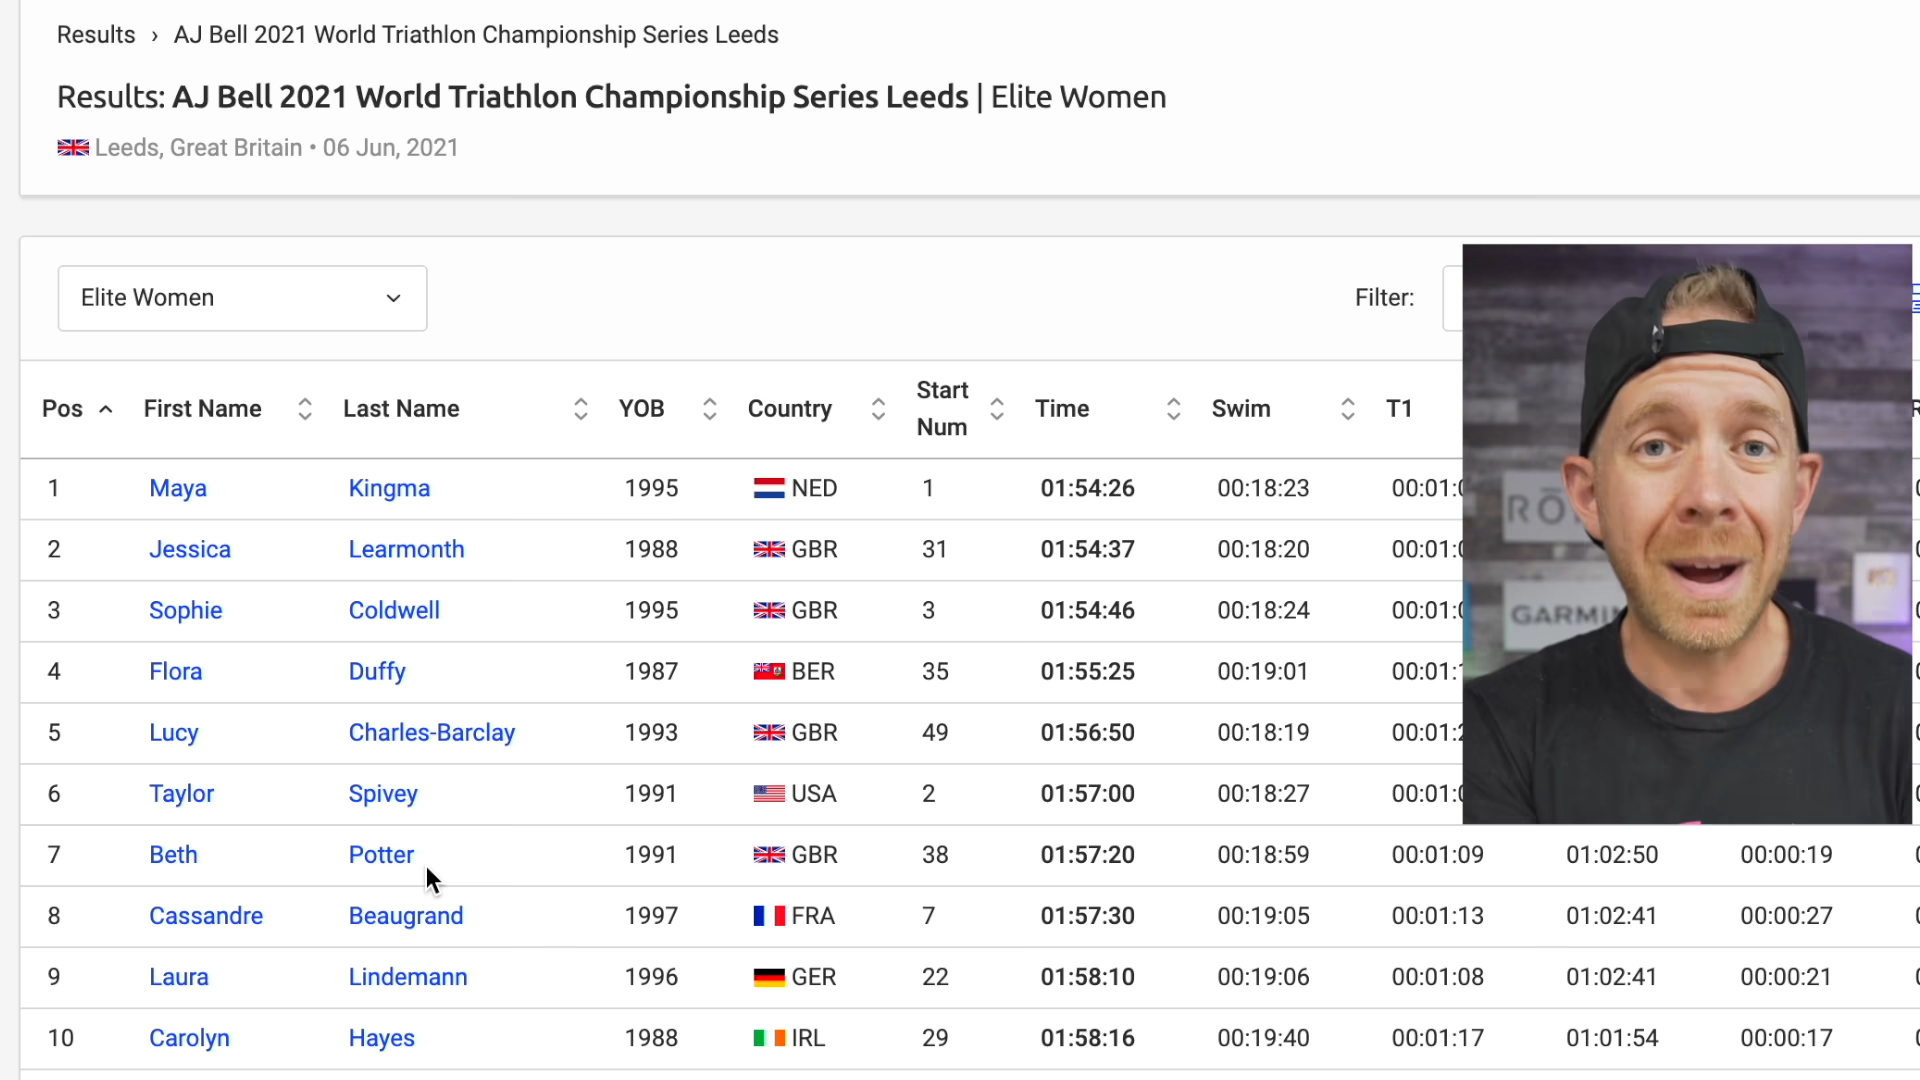 Results › AJ Bell 2021 World Triathlon Championship Series Leeds
Results: AJ Bell 2021 World Triathlon Championship Series Leeds | Elite Women
Leeds, Great Britain • 06 Jun, 2021
Elite Women
Filter:
Pos First Name Last Name YOB Country Start Num Time Swim T1
1 Maya Kingma 1995 NED 1 01:54:26 00:18:23
2 Jessica Learmonth 1988 GBR 31 01:54:37 00:18:20
3 Sophie Coldwell 1995 GBR 3 01:54:46 00:18:24
4 Flora Duffy 1987 BER 35 01:55:25 00:19:01
5 Lucy Charles-Barclay 1993 GBR 49 01:56:50 00:18:19
6 Taylor Spivey 1991 USA 2 01:57:00 00:18:27
7 Beth Potter 1991 GBR 38 01:57:20 00:18:59 00:01:09 01:02:50 00:00:19
8 Cassandre Beaugrand 1997 FRA 7 01:57:30 00:19:05 00:01:13 01:02:41 00:00:27
9 Laura Lindemann 1996 GER 22 01:58:10 00:19:06 00:01:08 01:02:41 00:00:21
10 Carolyn Hayes 1988 IRL 29 01:58:16 00:19:40 00:01:17 01:01:54 00:00:17
GARMIN